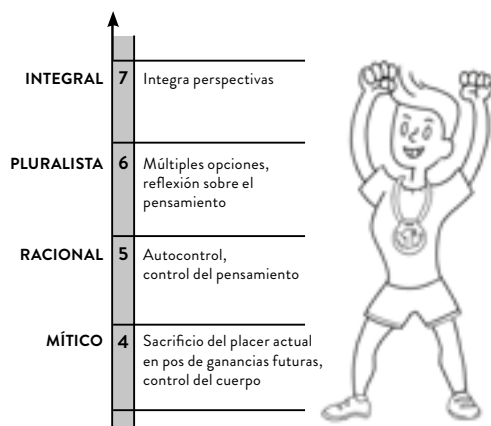 INTEGRAL 7 Integra perspectivas
PLURALISTA 6 Múltiples opciones,
reflexión sobre el
pensamiento
RACIONAL 5 Autocontrol,
control del pensamiento
MÍTICO 4 Sacrificio del placer actual
en pos de ganancias futuras,
control del cuerpo